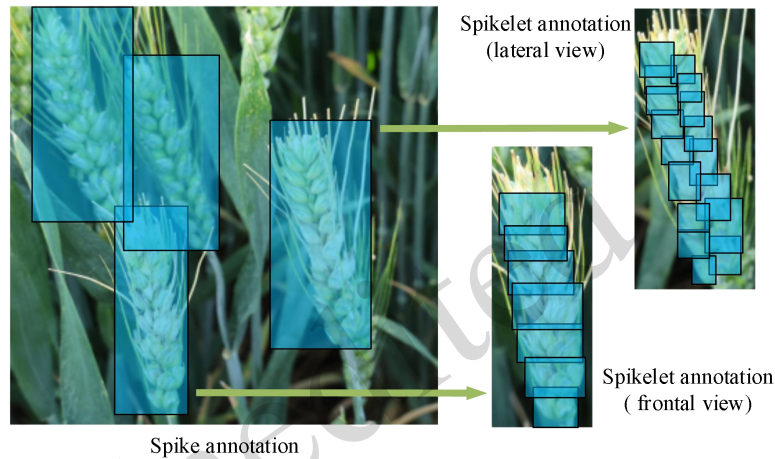 Spikelet annotation
(lateral view)
Spikelet annotation
( frontal view)
Spike annotation